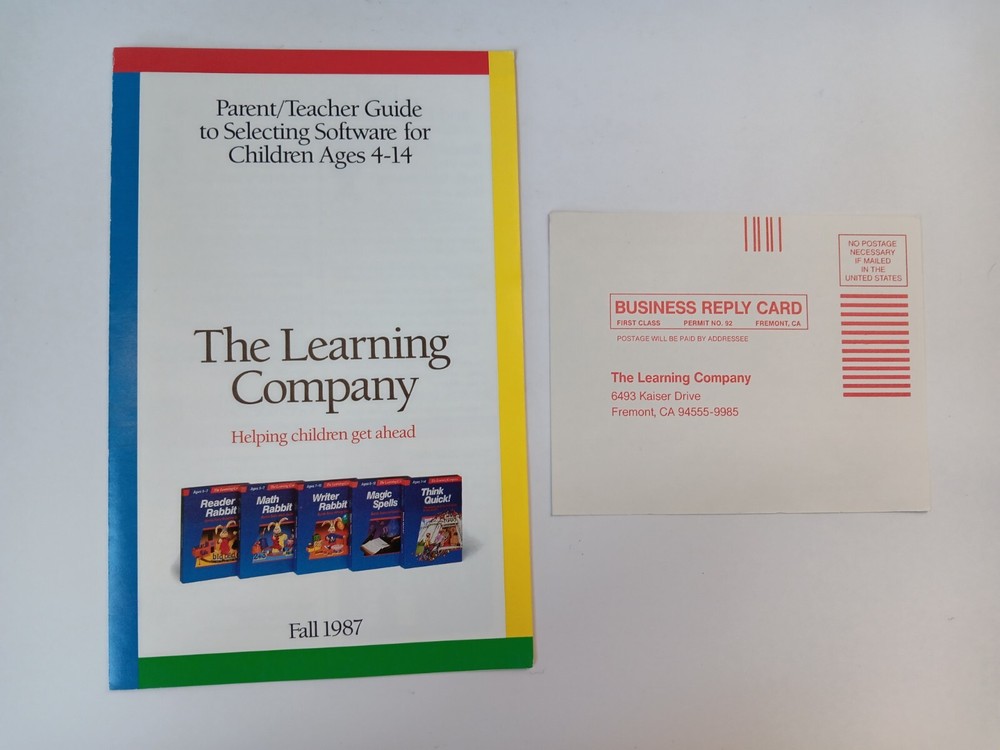 Parent/Teacher Guide
to Selecting Software for
Children Ages 4-14
The Learning
Company
Helping children get ahead
Reader
Rabbit
Math
Rabbit
Writer
Rabbit
Magic
Spells
Think
Quick!
Fall 1987
NO POSTAGE
NECESSARY
IF MAILED
IN THE
UNITED STATES
BUSINESS REPLY CARD
FIRST CLASS PERMIT NO. 92 FREMONT, CA
POSTAGE WILL BE PAID BY ADDRESSEE
The Learning Company
6493 Kaiser Drive
Fremont, CA 94555-9985